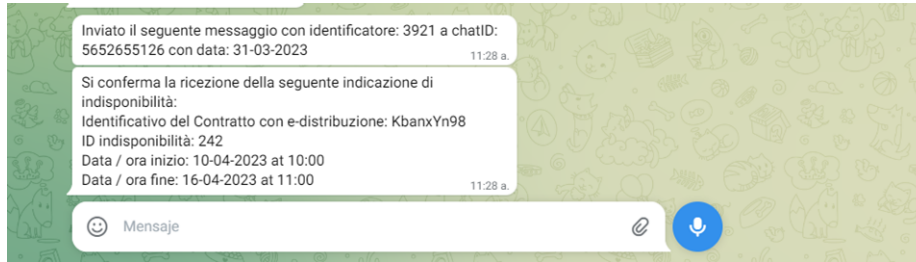 Inviato il seguente messaggio con identificatore: 3921 a chatID:
5652655126 con data: 31-03-2023
11:28 a.
Si conferma la ricezione della seguente indicazione di
indisponibilità:
Identificativo del Contratto con e-distribuzione: KbanxYn98
ID indisponibilità: 242
Data / ora inizio: 10-04-2023 at 10:00
Data / ora fine: 16-04-2023 at 11:00
11:28 a.
Mensaje